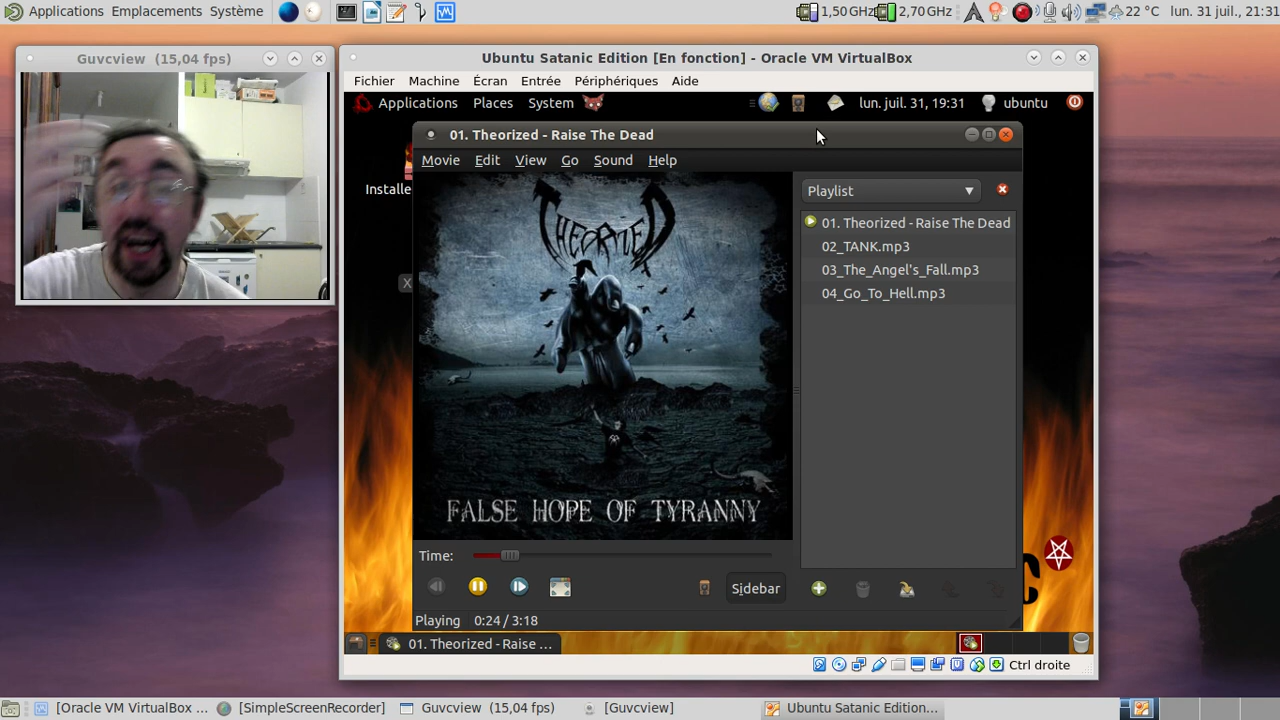 Applications Emplacements Système 1,50 GHz 2,70 GHz 22 °C lun. 31 juil., 21:31
Guvcview (15,04 fps)
Ubuntu Satanic Edition [En fonction] - Oracle VM VirtualBox
Fichier Machine Écran Entrée Périphériques Aide
Applications Places System lun. juil. 31, 19:31 ubuntu
01. Theorized - Raise The Dead
Movie Edit View Go Sound Help
Installe
Playlist
THEORIZED
01. Theorized - Raise The Dead
02_TANK.mp3
03_The_Angel's_Fall.mp3
04_Go_To_Hell.mp3
X
FALSE HOPE OF TYRANNY
Time:
Sidebar
Playing 0:24 / 3:18
C
01. Theorized - Raise ...
Ctrl droite
[Oracle VM VirtualBox ... [SimpleScreenRecorder] Guvcview (15,04 fps) [Guvcview] Ubuntu Satanic Edition...